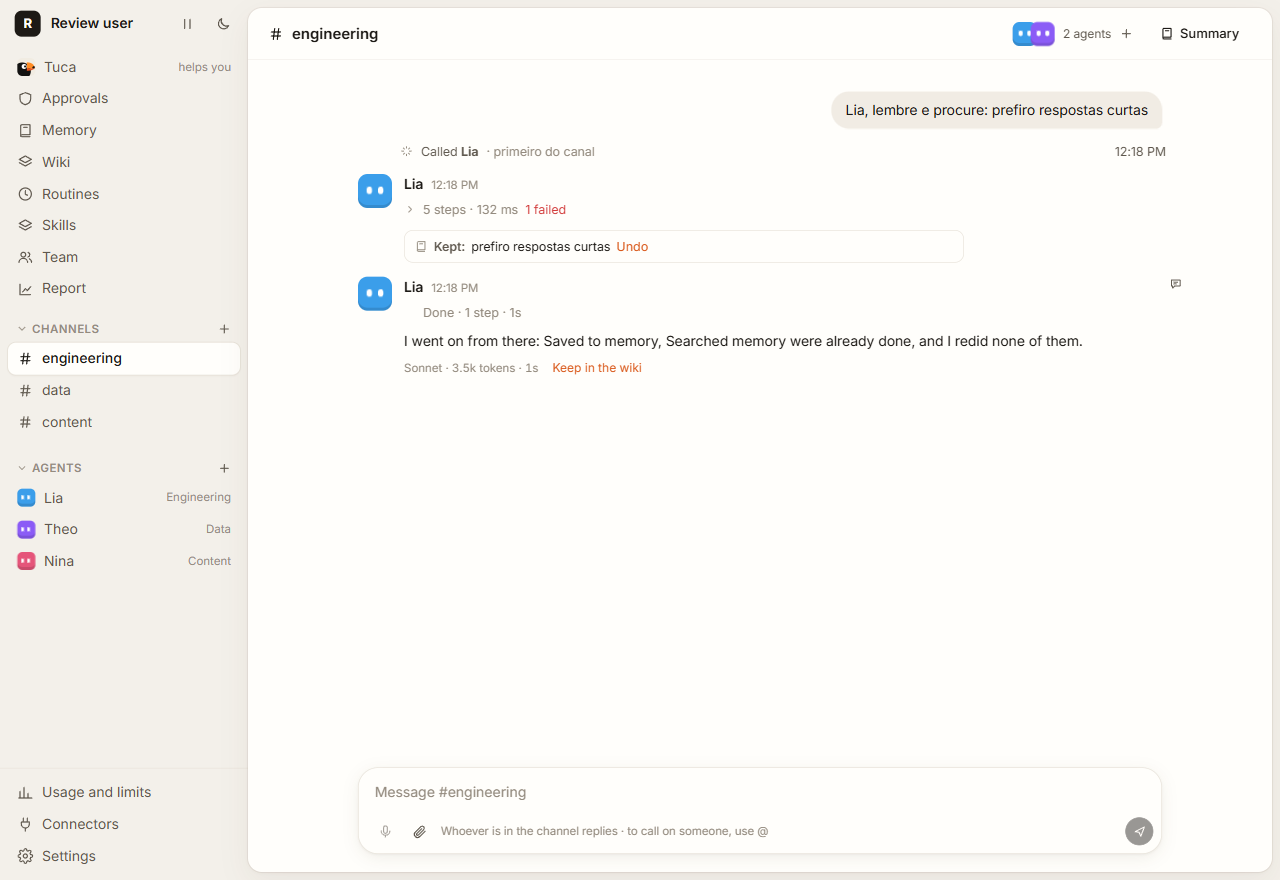 R Review user
Tuca helps you
Approvals
Memory
Wiki
Routines
Skills
Team
Report
CHANNELS
# engineering
# data
# content
AGENTS
Lia Engineering
Theo Data
Nina Content
Usage and limits
Connectors
Settings
# engineering
2 agents +
Summary
Lia, lembre e procure: prefiro respostas curtas
Called Lia · primeiro do canal 12:18 PM
Lia 12:18 PM
5 steps · 132 ms 1 failed
Kept: prefiro respostas curtas Undo
Lia 12:18 PM
Done · 1 step · 1s
I went on from there: Saved to memory, Searched memory were already done, and I redid none of them.
Sonnet · 3.5k tokens · 1s Keep in the wiki
Message #engineering
Whoever is in the channel replies · to call on someone, use @